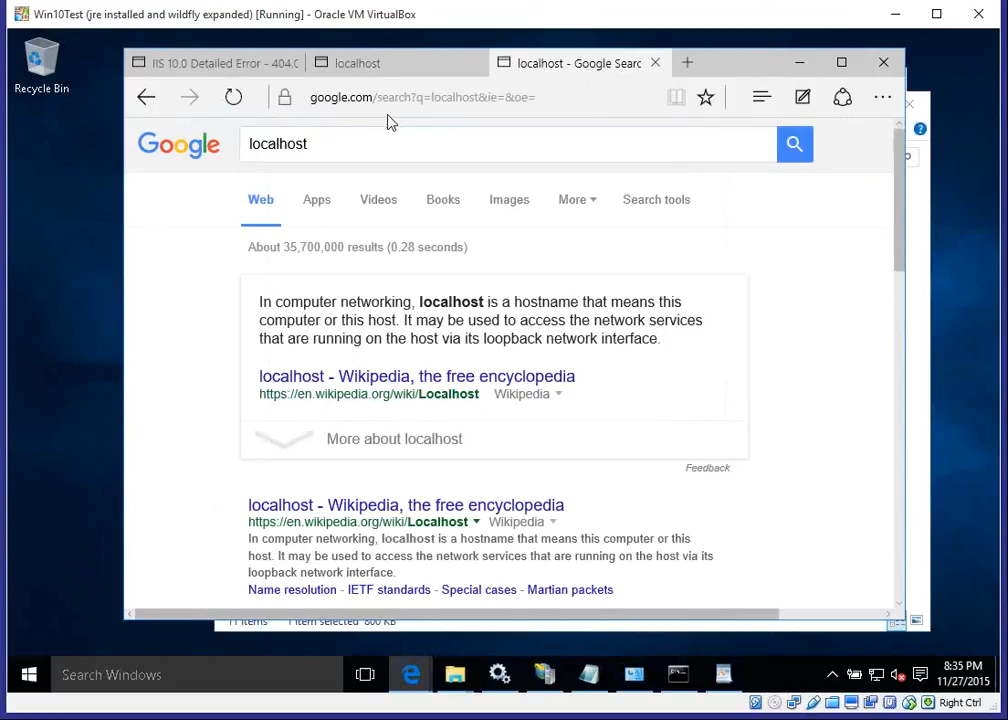 Win10Test (jre installed and wildfly expanded) [Running] - Oracle VM VirtualBox
Recycle Bin
IIS 10.0 Detailed Error - 404.0
localhost
localhost - Google Searc
google.com/search?q=localhost&ie=&oe=
Google
localhost
Web
Apps
Videos
Books
Images
More
Search tools
About 35,700,000 results (0.28 seconds)
In computer networking, localhost is a hostname that means this
computer or this host. It may be used to access the network services
that are running on the host via its loopback network interface.
localhost - Wikipedia, the free encyclopedia
https://en.wikipedia.org/wiki/Localhost Wikipedia
More about localhost
Feedback
localhost - Wikipedia, the free encyclopedia
https://en.wikipedia.org/wiki/Localhost Wikipedia
In computer networking, localhost is a hostname that means this computer or this
host. It may be used to access the network services that are running on the host via its
loopback network interface.
Name resolution - IETF standards - Special cases - Martian packets
11 items 1 item selected 800 KB
Search Windows
8:35 PM
11/27/2015
Right Ctrl